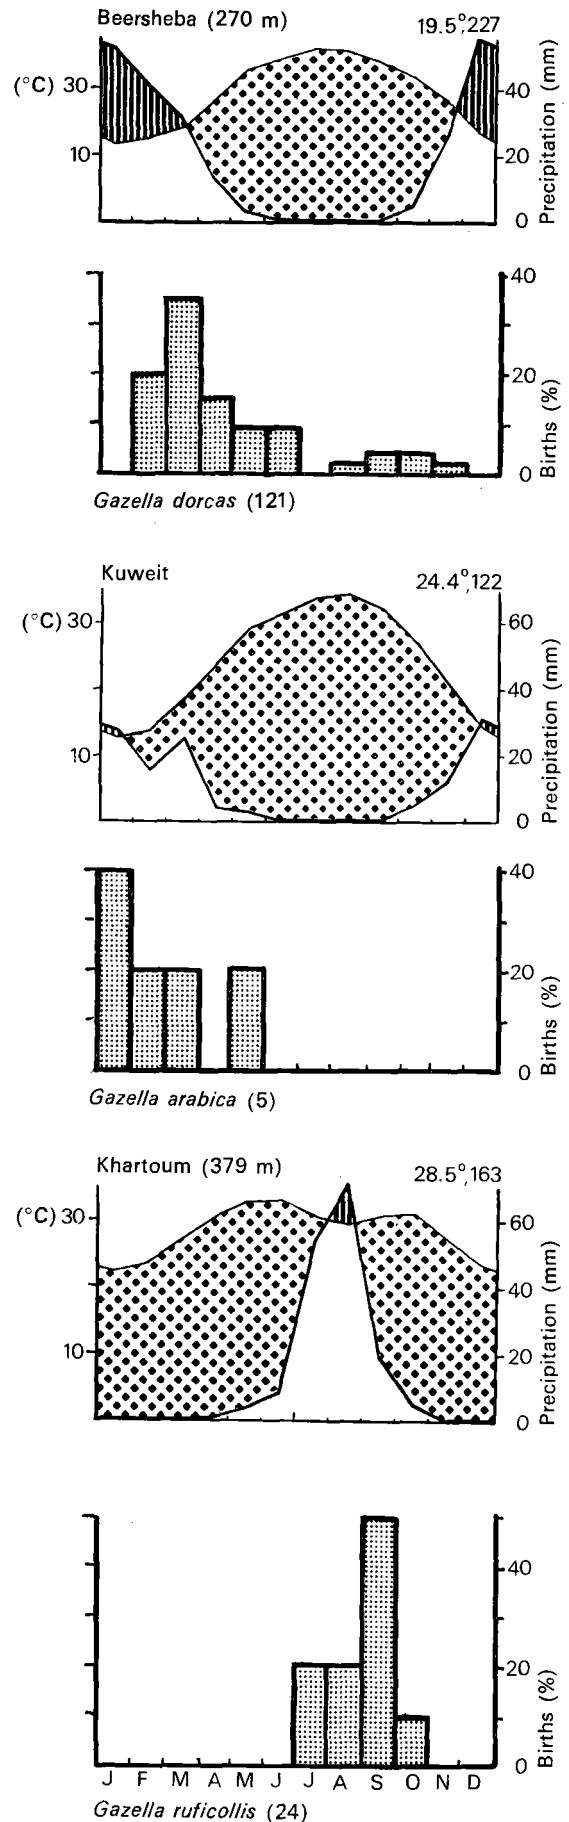 Beersheba (270 m)
19.5°,227
(°C) 30
10
40
20
0
Precipitation (mm)
40
20
0
Births (%)
Gazella dorcas (121)
Kuweit
24.4°,122
(°C) 30
10
60
40
20
0
Precipitation (mm)
40
20
0
Births (%)
Gazella arabica (5)
Khartoum (379 m)
28.5°,163
(°C) 30
10
60
40
20
0
Precipitation (mm)
40
20
0
Births (%)
J F M A M J J A S O N D
Gazella ruficollis (24)